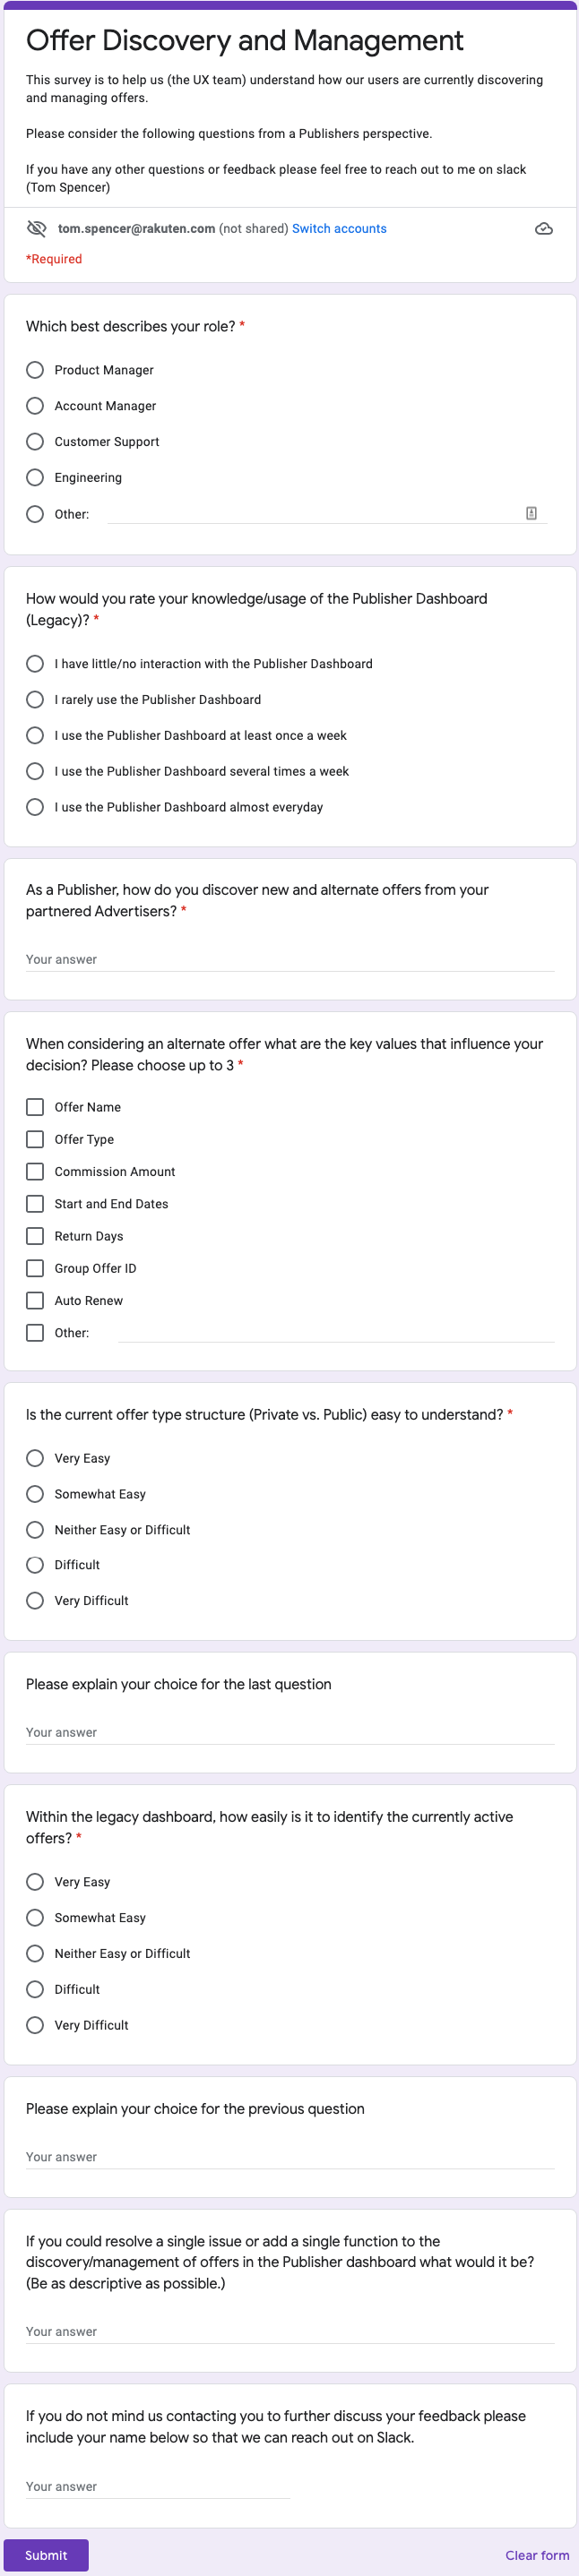 Offer Discovery and Management
This survey is to help us (the UX team) understand how our users are currently discovering
and managing offers.
Please consider the following questions from a Publishers perspective.
If you have any other questions or feedback please feel free to reach out to me on slack
(Tom Spencer)
tom.spencer@rakuten.com (not shared) Switch accounts
*Required
Which best describes your role? *
Product Manager
Account Manager
Customer Support
Engineering
Other:
How would you rate your knowledge/usage of the Publisher Dashboard
(Legacy)? *
I have little/no interaction with the Publisher Dashboard
I rarely use the Publisher Dashboard
I use the Publisher Dashboard at least once a week
I use the Publisher Dashboard several times a week
I use the Publisher Dashboard almost everyday
As a Publisher, how do you discover new and alternate offers from your
partnered Advertisers? *
Your answer
When considering an alternate offer what are the key values that influence your
decision? Please choose up to 3 *
Offer Name
Offer Type
Commission Amount
Start and End Dates
Return Days
Group Offer ID
Auto Renew
Other:
Is the current offer type structure (Private vs. Public) easy to understand? *
Very Easy
Somewhat Easy
Neither Easy or Difficult
Difficult
Very Difficult
Please explain your choice for the last question
Your answer
Within the legacy dashboard, how easily is it to identify the currently active
offers? *
Very Easy
Somewhat Easy
Neither Easy or Difficult
Difficult
Very Difficult
Please explain your choice for the previous question
Your answer
If you could resolve a single issue or add a single function to the
discovery/management of offers in the Publisher dashboard what would it be?
(Be as descriptive as possible.)
Your answer
If you do not mind us contacting you to further discuss your feedback please
include your name below so that we can reach out on Slack.
Your answer
Submit
Clear form